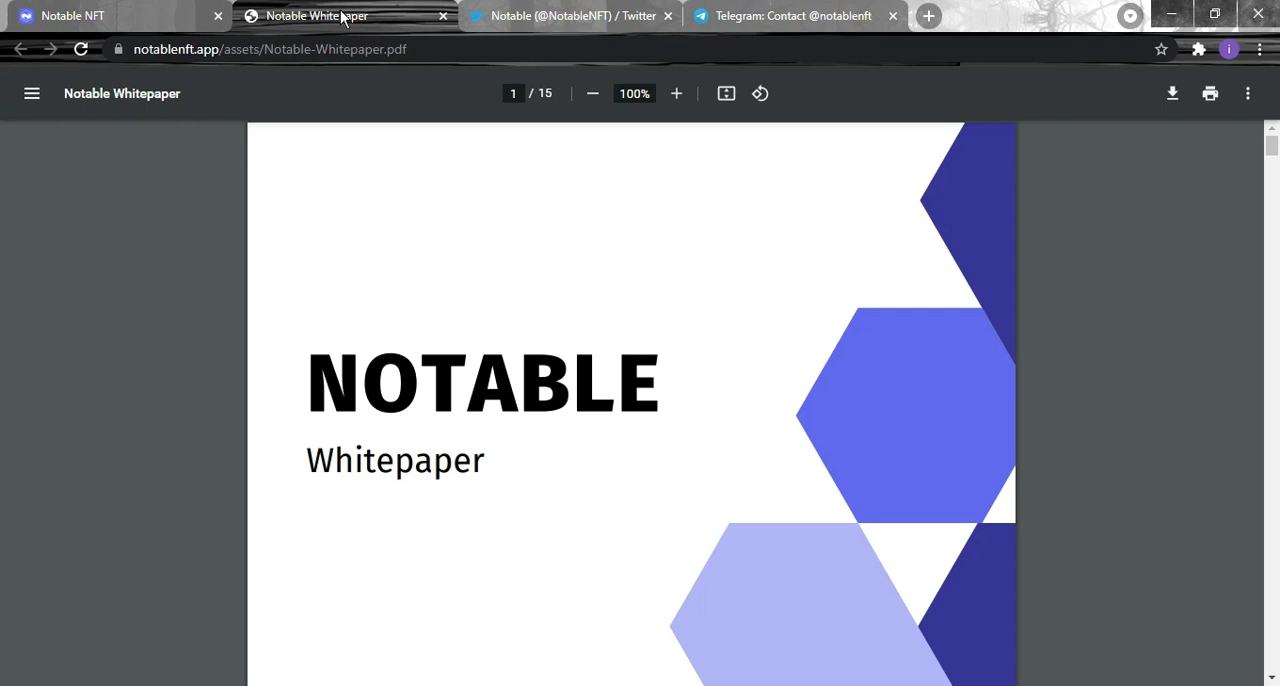 Notable NFT
Notable Whitepaper
Notable (@NotableNFT) / Twitter
Telegram: Contact @notablenft
notablenft.app/assets/Notable-Whitepaper.pdf
i
Notable Whitepaper
1 / 15
100%
NOTABLE
Whitepaper